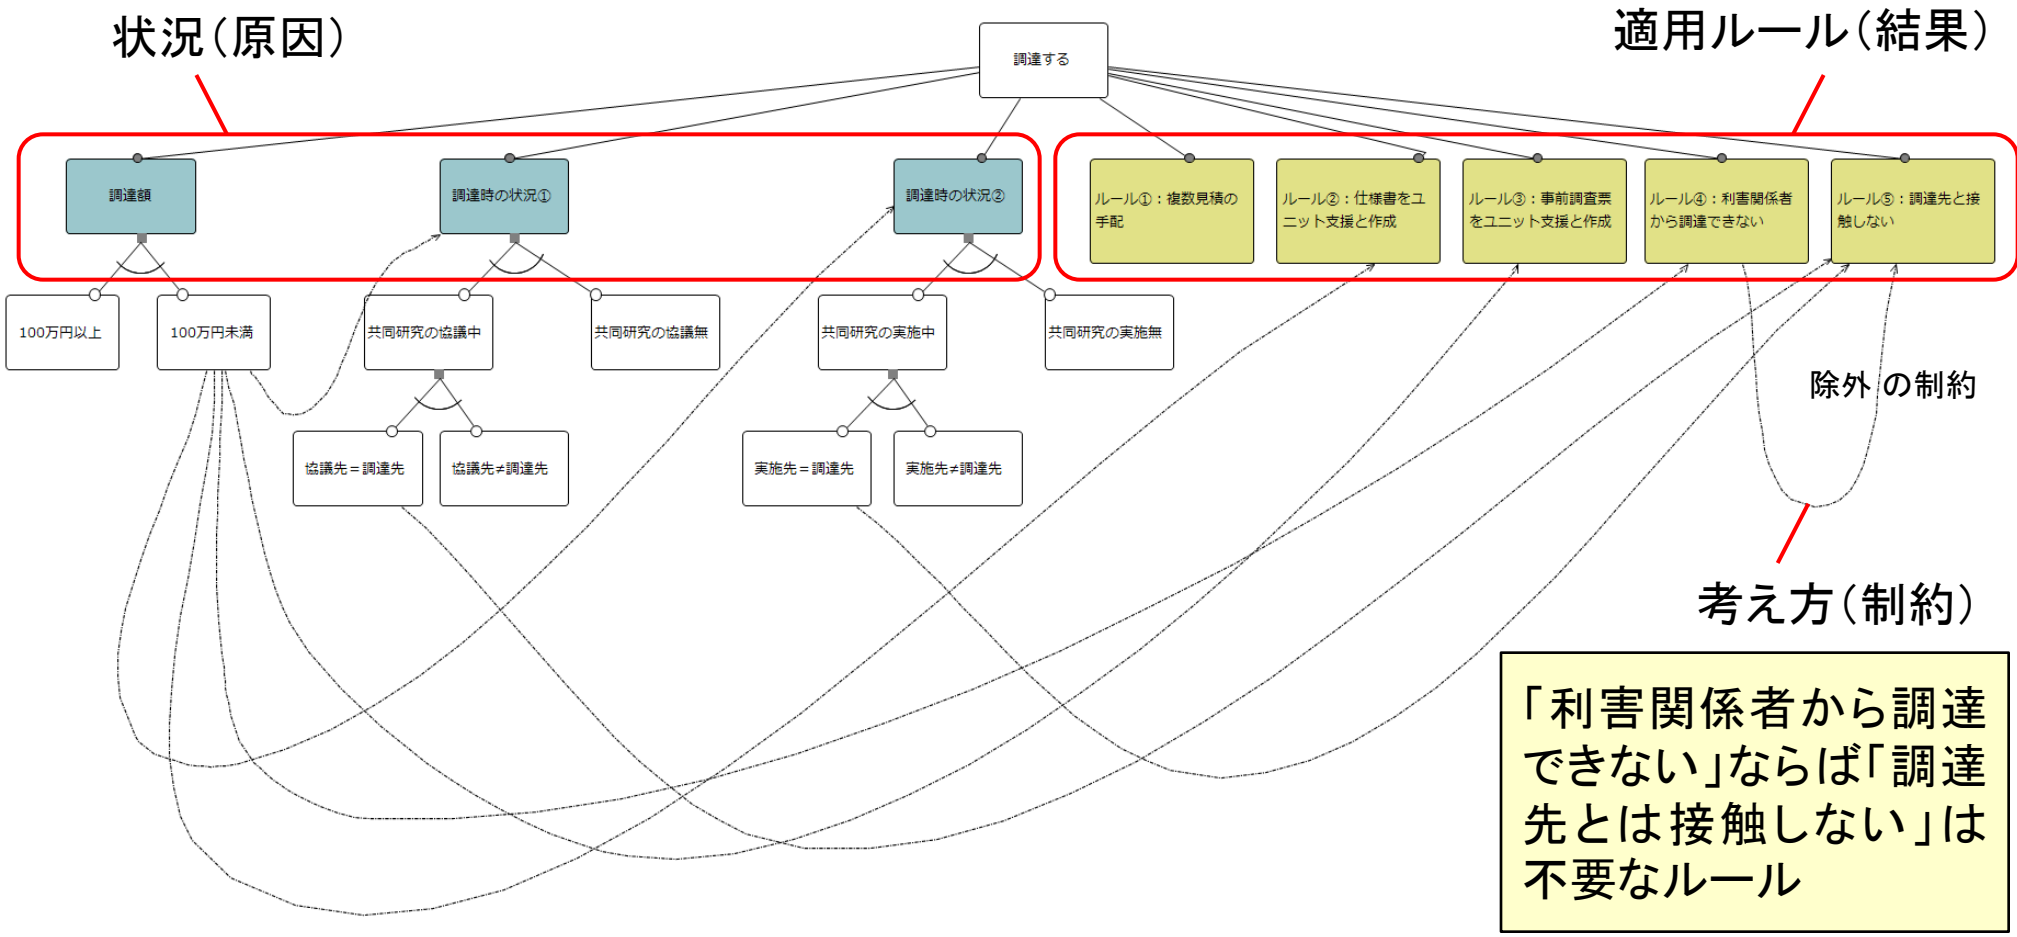 状況（原因）
適用ルール（結果）
調達する
調達額
調達時の状況①
調達時の状況②
ルール①：複数見積の
手配
ルール②：仕様書をユ
ニット支援と作成
ルール③：事前調査票
をユニット支援と作成
ルール④：利害関係者
から調達できない
ルール⑤：調達先と接
触しない
100万円以上
100万円未満
共同研究の協議中
共同研究の協議無
共同研究の実施中
共同研究の実施無
除外 の制約
協議先＝調達先
協議先≠調達先
実施先＝調達先
実施先≠調達先
考え方（制約）
「利害関係者から調達
できない」ならば「調達
先とは接触しない」は
不要なルール